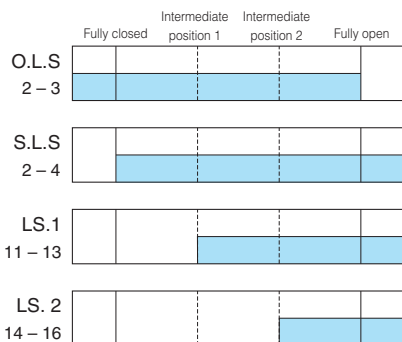 Intermediate Intermediate
Fully closed position 1 position 2 Fully open
O.L.S
2 – 3
S.L.S
2 – 4
LS.1
11 – 13
LS. 2
14 – 16